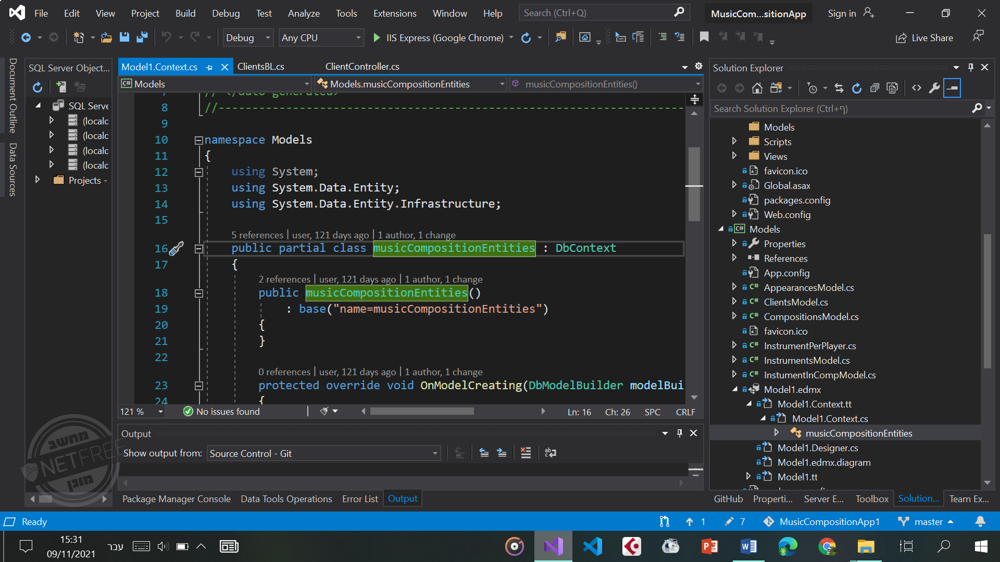 File Edit View Project Build Debug Test Analyze Tools Extensions Window Help Search (Ctrl+Q) MusicCom...sitionApp Sign in
Debug Any CPU IIS Express (Google Chrome) Live Share
Document Outline
Data Sources
SQL Server Object...
SQL Serve
(locald
(locald
(locald
(locald
Projects -
Model1.Context.cs ClientsBL.cs ClientController.cs
Models Models.musicCompositionEntities musicCompositionEntities()
7 // </auto-generated>
8 //---------------------------------------------------------------------
9
10 namespace Models
11 {
12 using System;
13 using System.Data.Entity;
14 using System.Data.Entity.Infrastructure;
15
5 references | user, 121 days ago | 1 author, 1 change
16 public partial class musicCompositionEntities : DbContext
17 {
2 references | user, 121 days ago | 1 author, 1 change
18 public musicCompositionEntities()
19 : base("name=musicCompositionEntities")
20 {
21 }
22
0 references | user, 121 days ago | 1 author, 1 change
23 protected override void OnModelCreating(DbModelBuilder modelBui
24 {
121 % No issues found Ln: 16 Ch: 26 SPC CRLF
Output
Show output from: Source Control - Git
Package Manager Console Data Tools Operations Error List Output
Solution Explorer
Search Solution Explorer (Ctrl+ף)
Models
Scripts
Views
favicon.ico
Global.asax
packages.config
Web.config
Models
Properties
References
App.config
AppearancesModel.cs
ClientsModel.cs
CompositionsModel.cs
favicon.ico
InstrumentPerPlayer.cs
InstrumentsModel.cs
InstumentInCompModel.cs
Model1.edmx
Model1.Context.tt
Model1.Context.cs
musicCompositionEntities
Model1.Designer.cs
Model1.edmx.diagram
Model1.tt
GitHub Properti... Server E... Toolbox Solution... Team Ex...
מחשב
NETFREE
מוגן
Ready 1 7 MusicCompositionApp1 master
15:31
09/11/2021
עבר